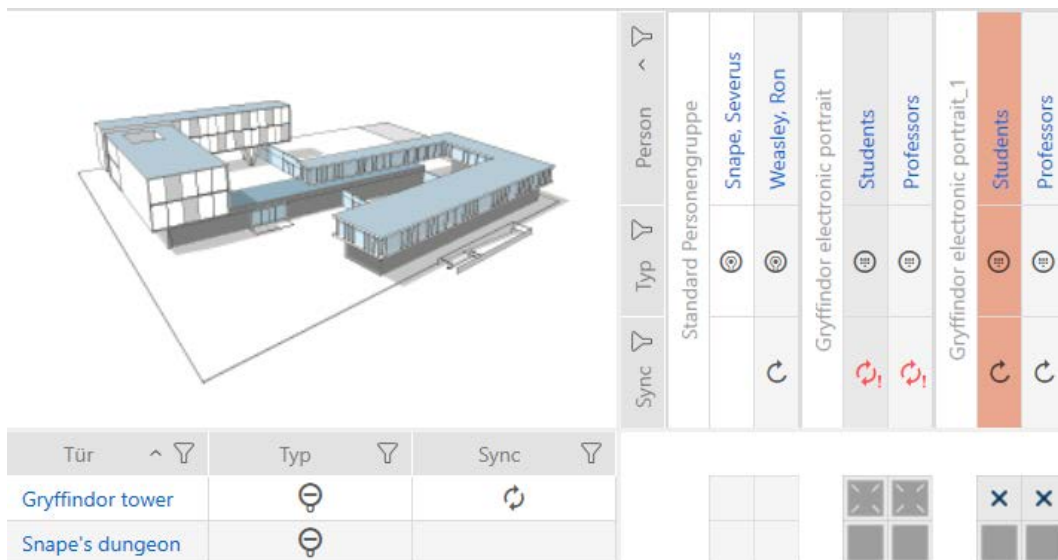 Person
Typ
Sync
Standard Personengruppe
Snape, Severus
Weasley, Ron
Gryffindor electronic portrait
Students
Professors
Gryffindor electronic portrait_1
Students
Professors
Tür Typ Sync
Gryffindor tower
Snape's dungeon